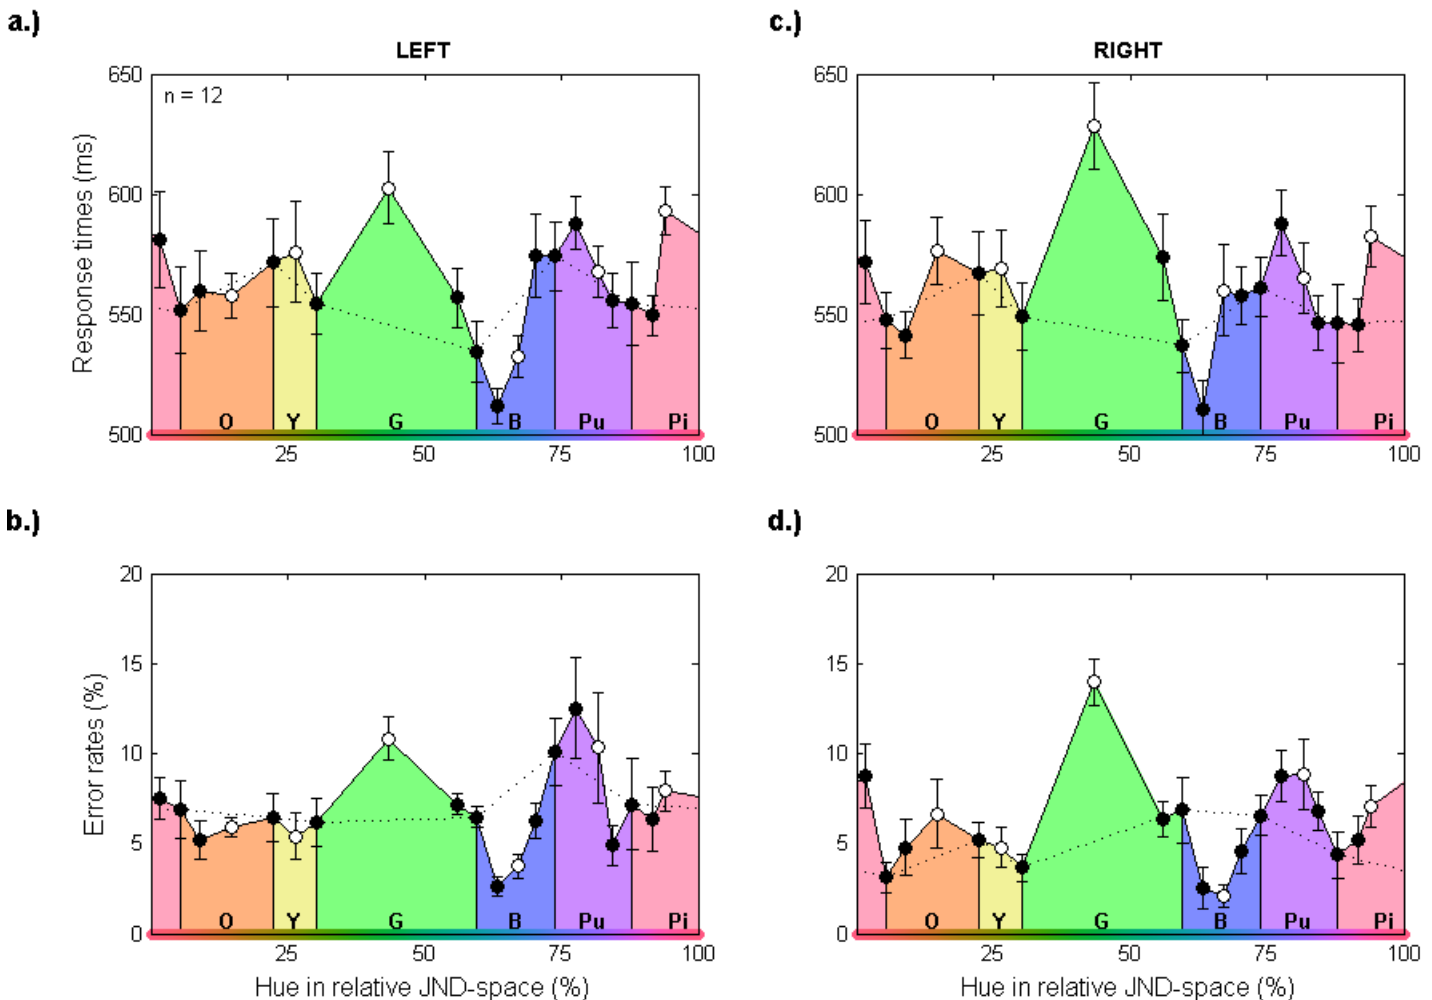 a.)
LEFT
650
600
550
500
Response times (ms)
n = 12
O Y G B Pu Pi
25 50 75 100
c.)
RIGHT
650
600
550
500
O Y G B Pu Pi
25 50 75 100
b.)
20
15
10
5
0
Error rates (%)
O Y G B Pu Pi
25 50 75 100
Hue in relative JND-space (%)
d.)
20
15
10
5
0
O Y G B Pu Pi
25 50 75 100
Hue in relative JND-space (%)